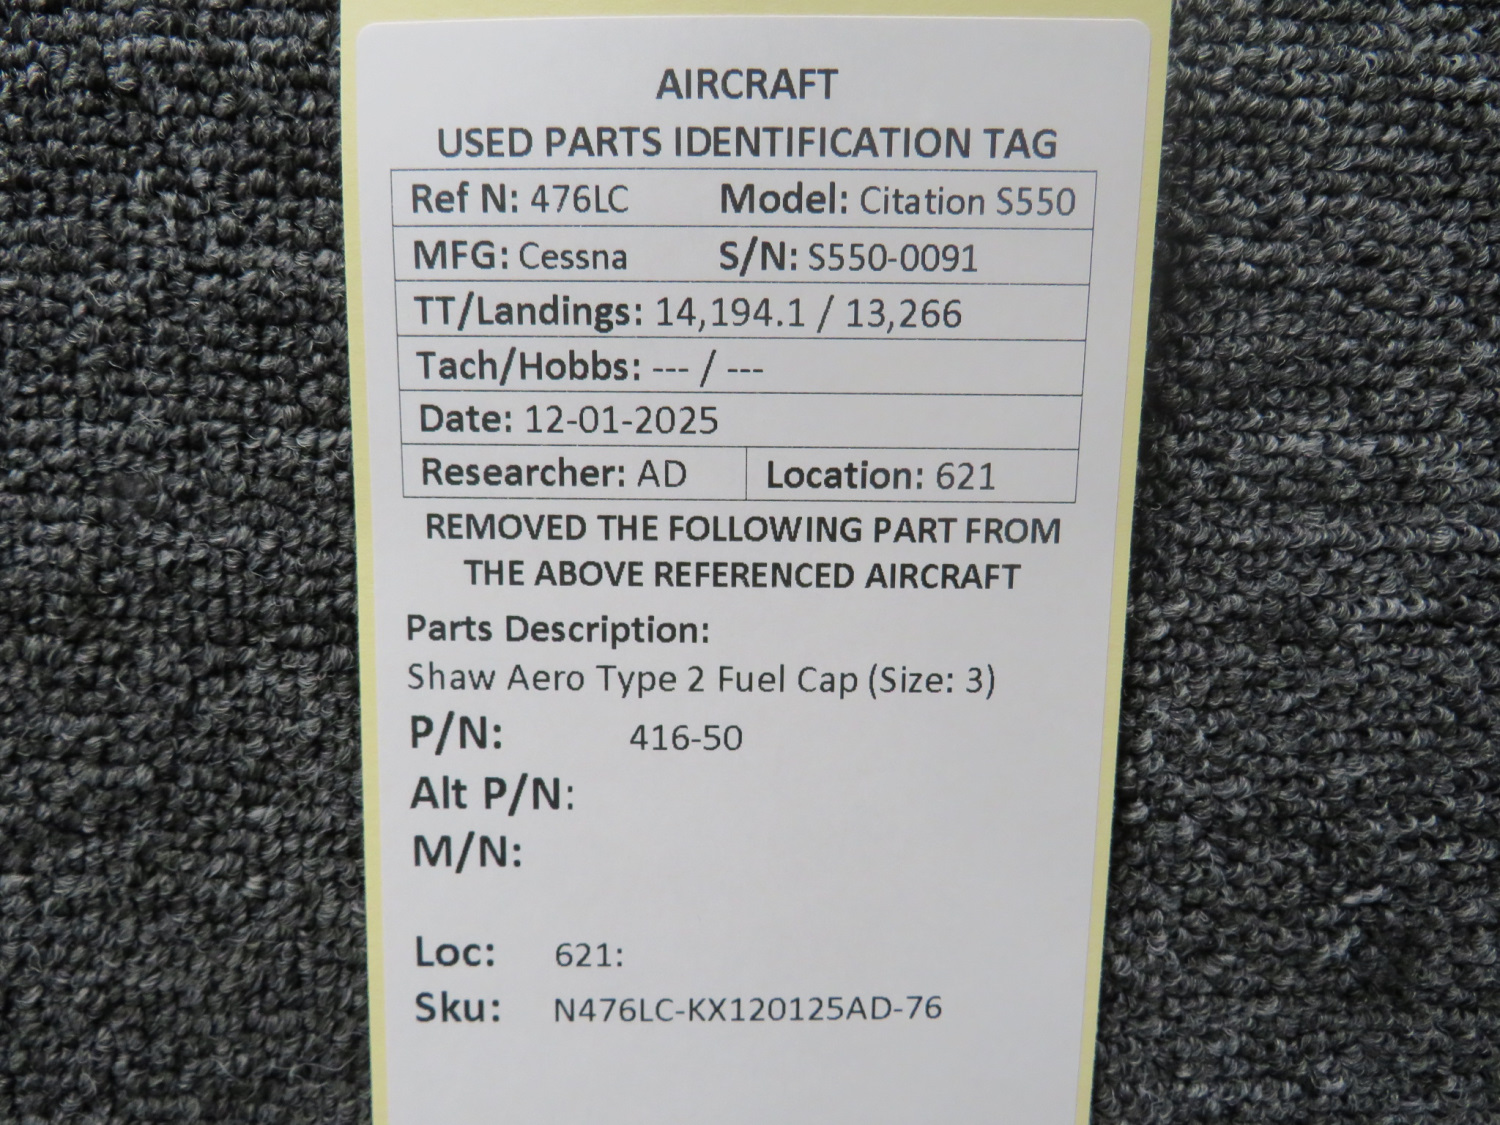 AIRCRAFT
USED PARTS IDENTIFICATION TAG
Ref N: 476LC Model: Citation S550
MFG: Cessna S/N: S550-0091
TT/Landings: 14,194.1 / 13,266
Tach/Hobbs: --- / ---
Date: 12-01-2025
Researcher: AD Location: 621
REMOVED THE FOLLOWING PART FROM
THE ABOVE REFERENCED AIRCRAFT
Parts Description:
Shaw Aero Type 2 Fuel Cap (Size: 3)
P/N: 416-50
Alt P/N:
M/N:
Loc: 621:
Sku: N476LC-KX120125AD-76